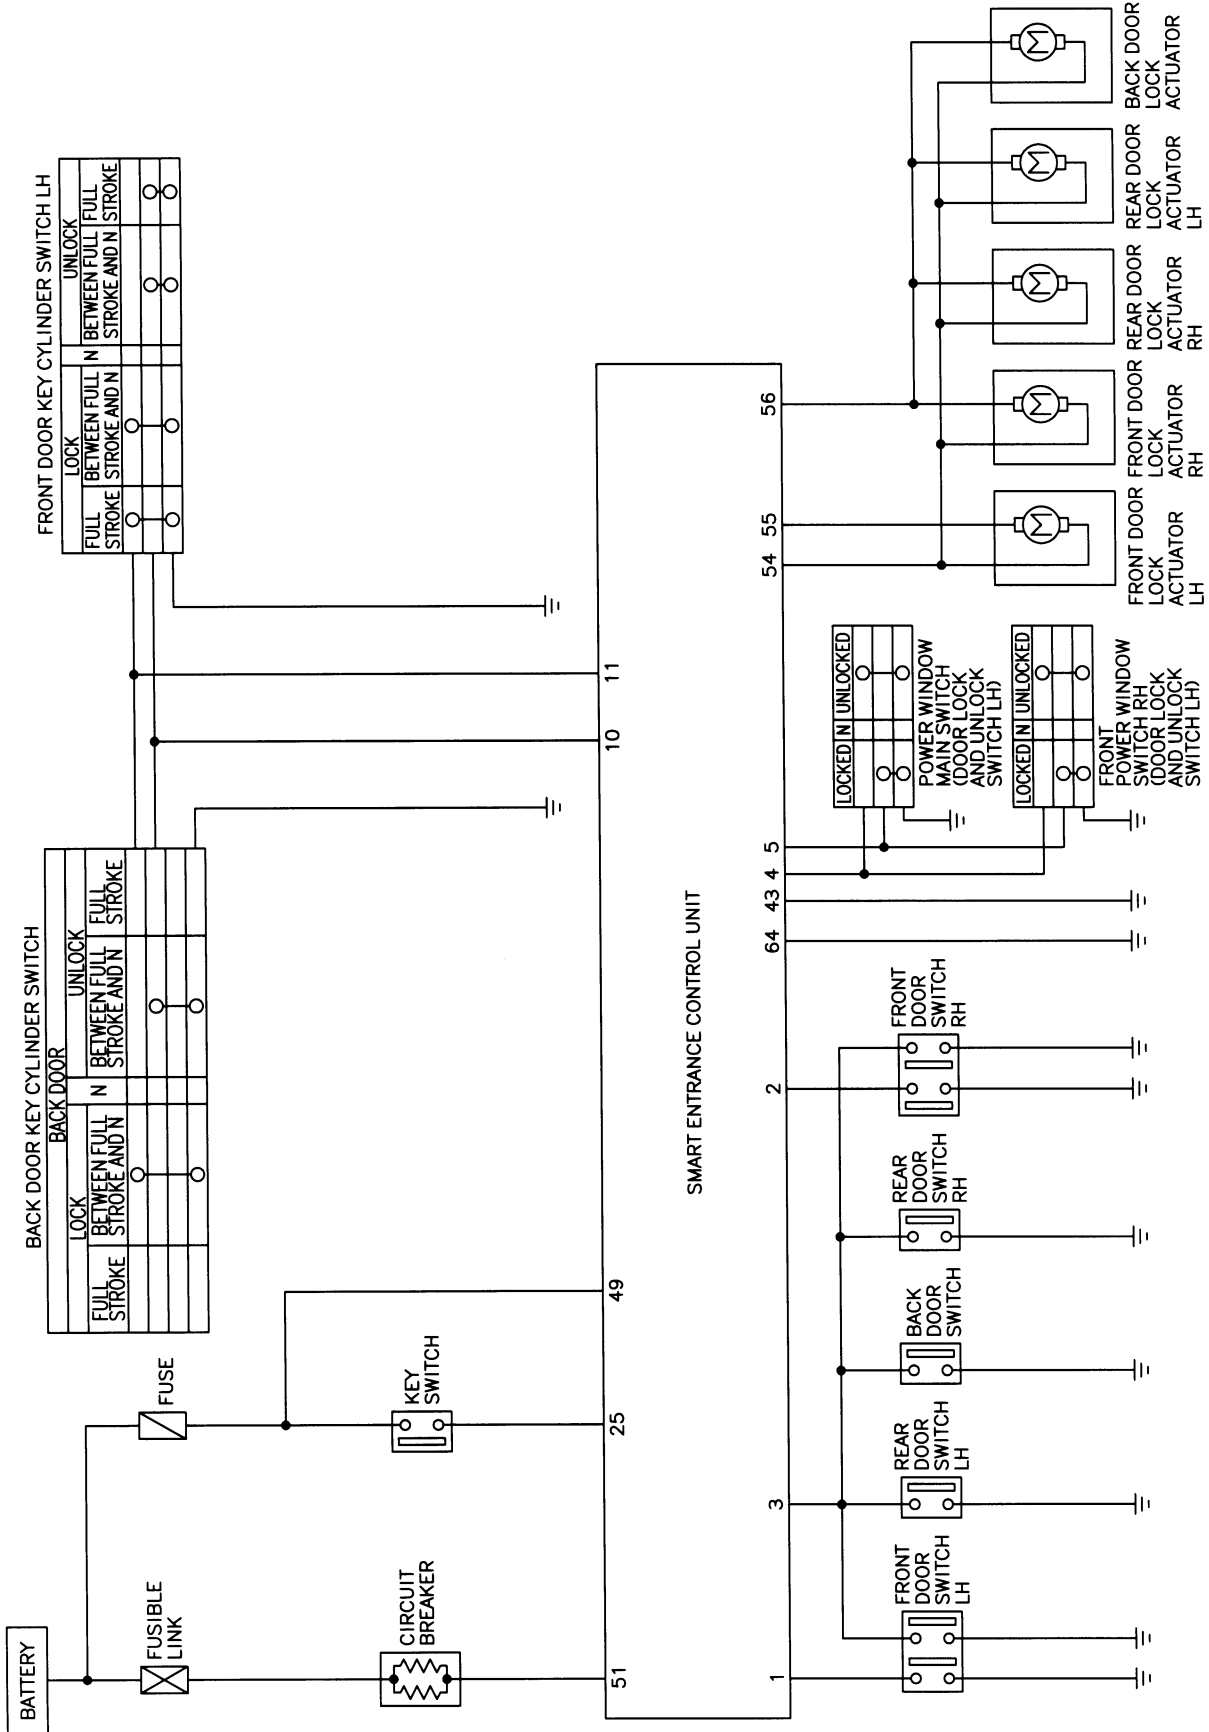 BATTERY
FUSIBLE
LINK
CIRCUIT
BREAKER
51
FUSE
KEY
SWITCH
25
49
BACK DOOR KEY CYLINDER SWITCH
BACK DOOR
LOCK
N
UNLOCK
FULL
STROKE
BETWEEN FULL
STROKE AND N
BETWEEN FULL
STROKE AND N
FULL
STROKE
FRONT DOOR KEY CYLINDER SWITCH LH
LOCK
N
UNLOCK
FULL
STROKE
BETWEEN FULL
STROKE AND N
BETWEEN FULL
STROKE AND N
FULL
STROKE
10
11
SMART ENTRANCE CONTROL UNIT
1
3
2
64
43
4
5
54
55
56
FRONT
DOOR
SWITCH
LH
REAR
DOOR
SWITCH
LH
BACK
DOOR
SWITCH
REAR
DOOR
SWITCH
RH
FRONT
DOOR
SWITCH
RH
LOCKED N UNLOCKED
POWER WINDOW
MAIN SWITCH
(DOOR LOCK
AND UNLOCK
SWITCH LH)
LOCKED N UNLOCKED
FRONT
POWER WINDOW
SWITCH RH
(DOOR LOCK
AND UNLOCK
SWITCH LH)
M
FRONT DOOR
LOCK
ACTUATOR
LH
M
FRONT DOOR
LOCK
ACTUATOR
RH
M
REAR DOOR
LOCK
ACTUATOR
RH
M
REAR DOOR
LOCK
ACTUATOR
LH
M
BACK DOOR
LOCK
ACTUATOR